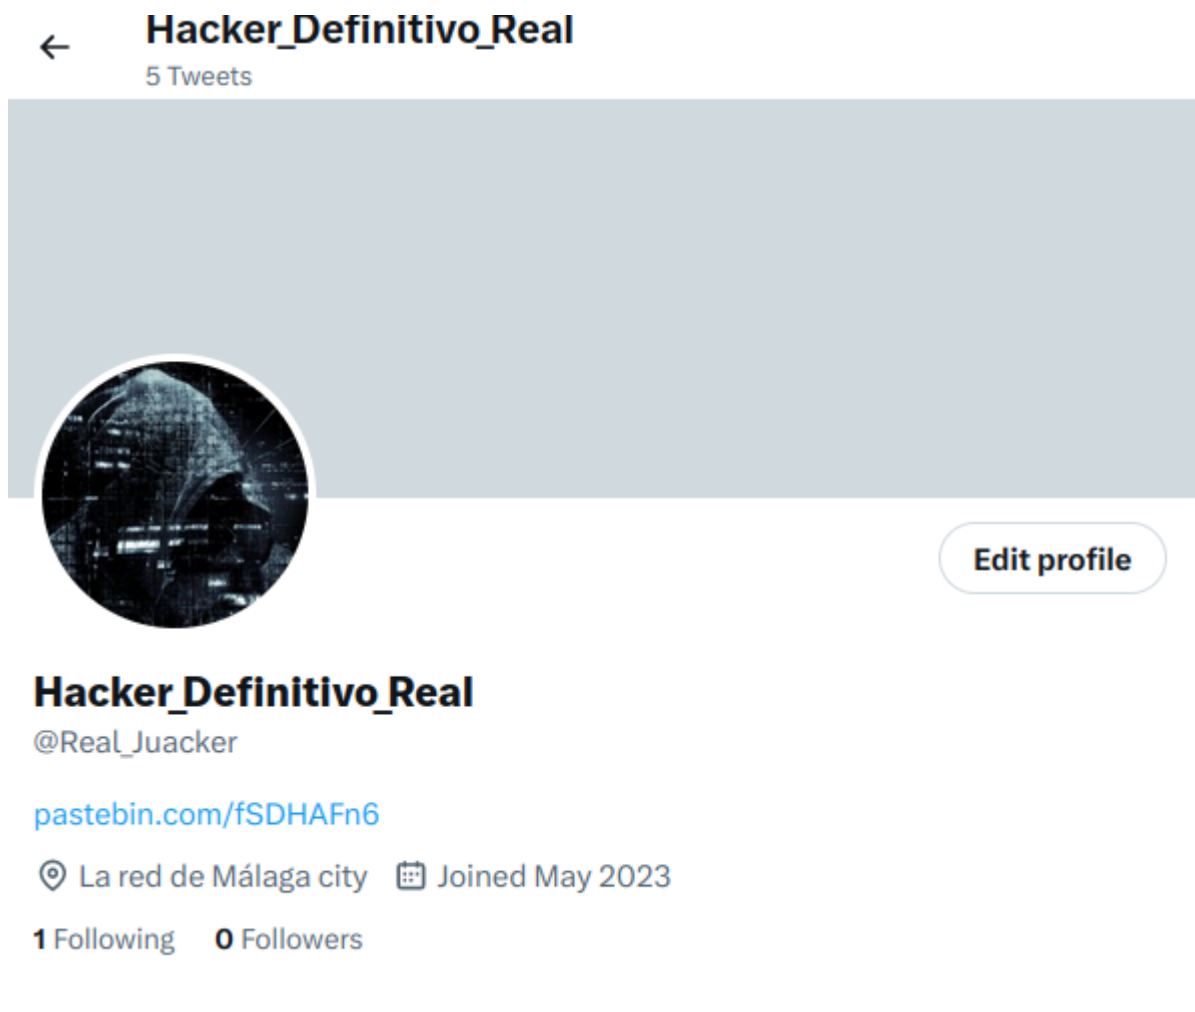 Hacker_Definitivo_Real
5 Tweets
Edit profile
Hacker_Definitivo_Real
@Real_Juacker
pastebin.com/fSDHAFn6
La red de Málaga city Joined May 2023
1 Following 0 Followers